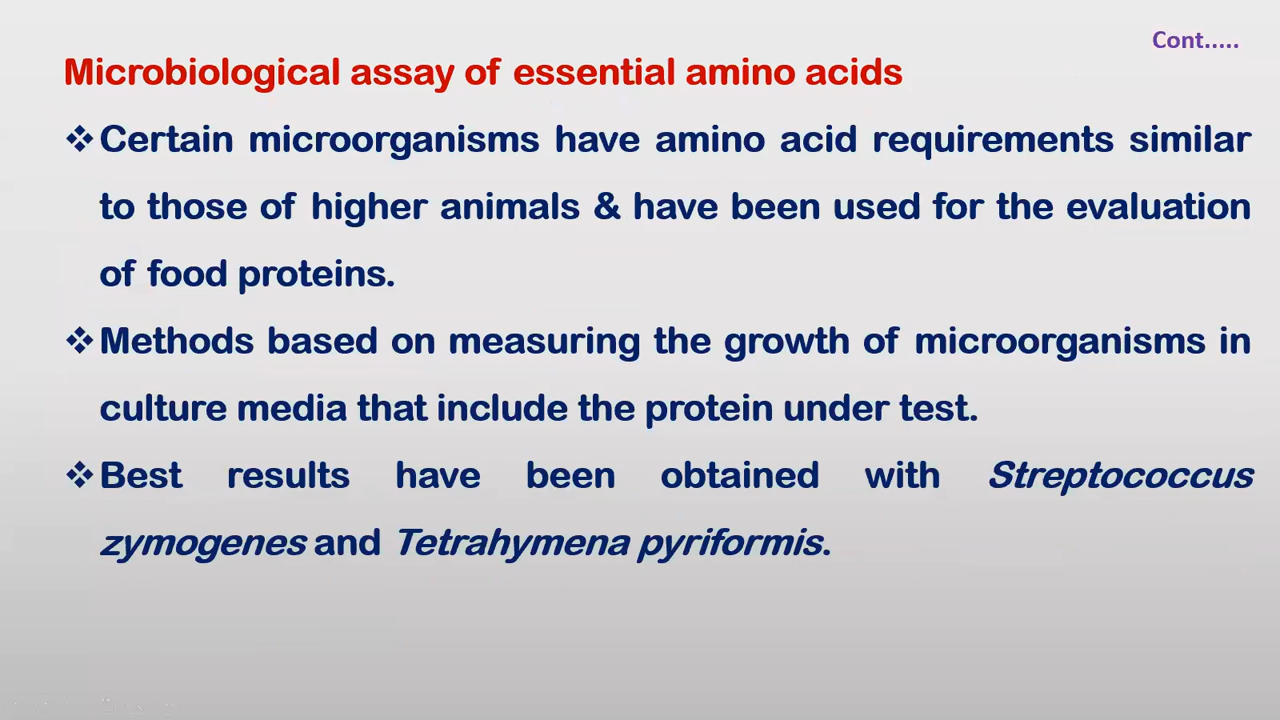 Cont.....
Microbiological assay of essential amino acids
❖Certain microorganisms have amino acid requirements similar
to those of higher animals & have been used for the evaluation
of food proteins.
❖Methods based on measuring the growth of microorganisms in
culture media that include the protein under test.
❖Best results have been obtained with Streptococcus
zymogenes and Tetrahymena pyriformis.